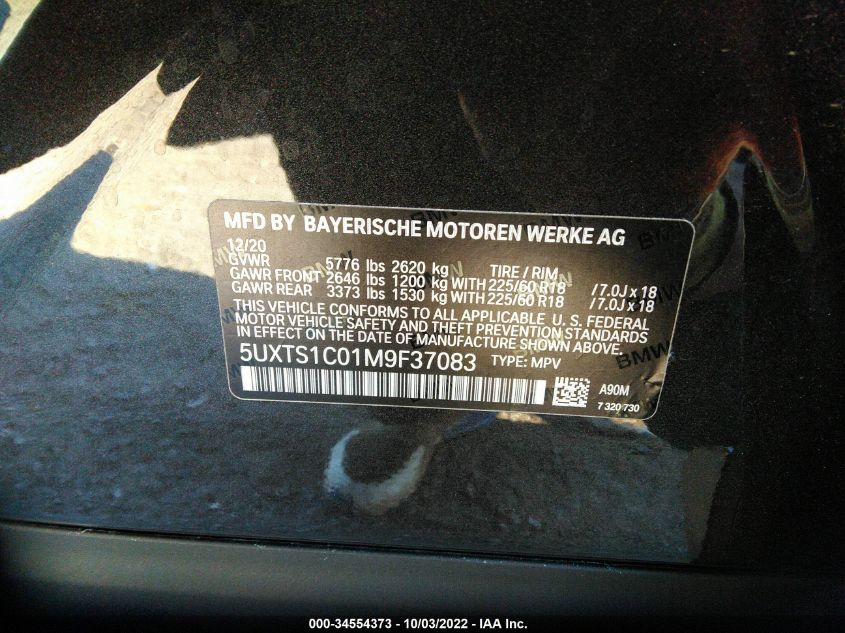 MFD BY BAYERISCHE MOTOREN WERKE AG
12/20
GVWR 5776 lbs 2620 kg TIRE / RIM
GAWR FRONT 2646 lbs 1200 kg WITH 225/60 R18 /7.0J x 18
GAWR REAR 3373 lbs 1530 kg WITH 225/60 R18 /7.0J x 18
THIS VEHICLE CONFORMS TO ALL APPLICABLE U.S. FEDERAL
MOTOR VEHICLE SAFETY AND THEFT PREVENTION STANDARDS
IN EFFECT ON THE DATE OF MANUFACTURE SHOWN ABOVE.
5UXTS1C01M9F37083 TYPE: MPV
A90M
7 320 730
000-34554373 - 10/03/2022 - IAA Inc.